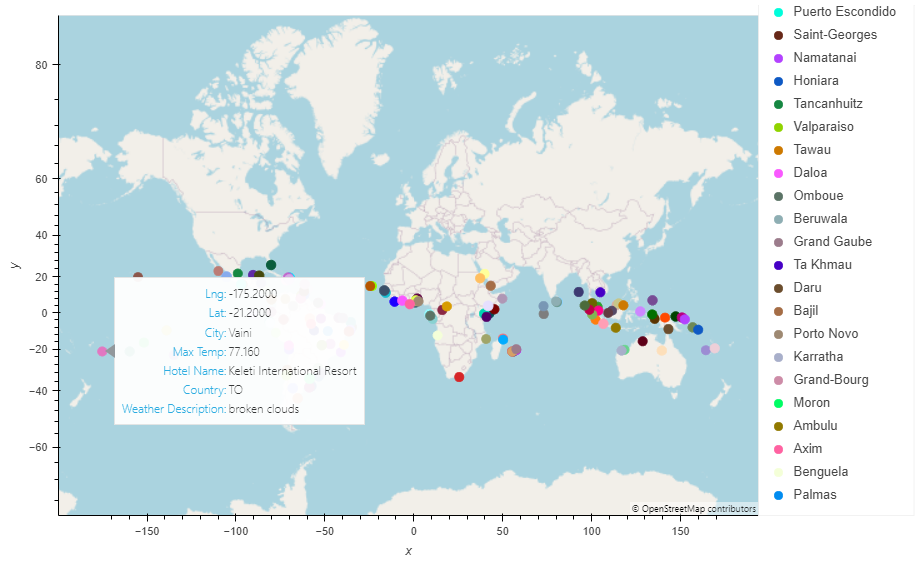 80
60
40
20
0
−20
−40
−60
y
−150
−100
−50
0
50
100
150
x
Lng: -175.2000
Lat: -21.2000
City: Vaini
Max Temp: 77.160
Hotel Name: Keleti International Resort
Country: TO
Weather Description: broken clouds
© OpenStreetMap contributors
Puerto Escondido
Saint-Georges
Namatanai
Honiara
Tancanhuitz
Valparaiso
Tawau
Daloa
Omboue
Beruwala
Grand Gaube
Ta Khmau
Daru
Bajil
Porto Novo
Karratha
Grand-Bourg
Moron
Ambulu
Axim
Benguela
Palmas